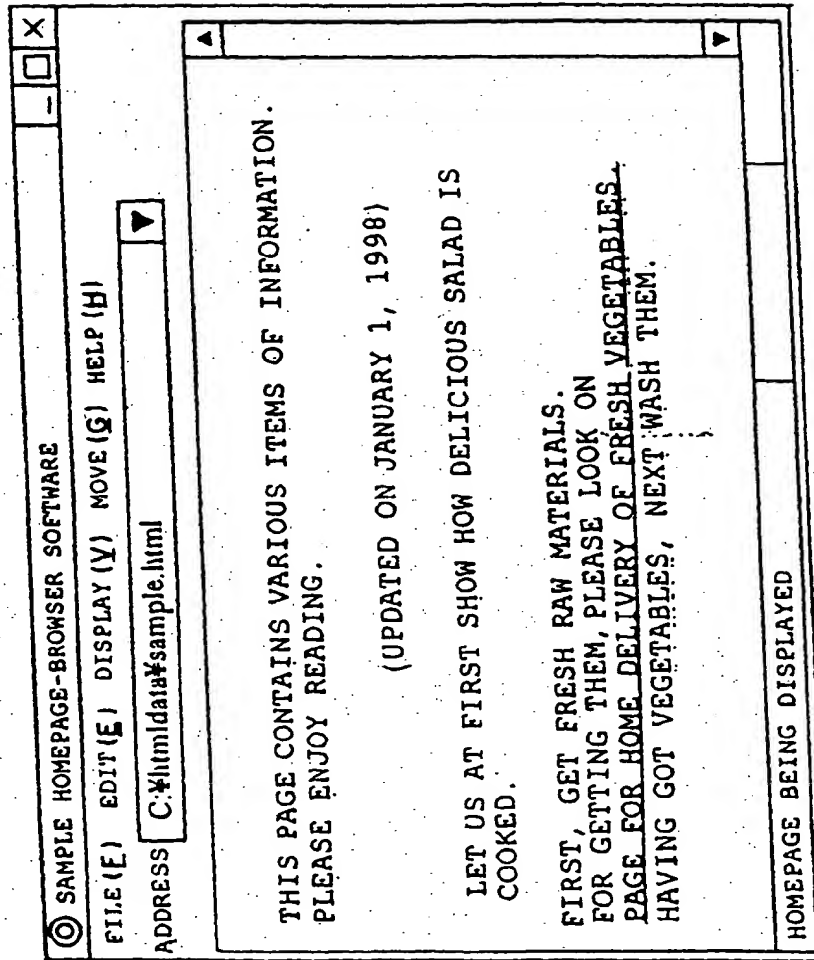 SAMPLE HOMEPAGE-BROWSER SOFTWARE
FILE(F) EDIT(E) DISPLAY(V) MOVE(G) HELP(H)
ADDRESS C:¥htmldata¥sample.html
THIS PAGE CONTAINS VARIOUS ITEMS OF INFORMATION.
PLEASE ENJOY READING.
(UPDATED ON JANUARY 1, 1998)
LET US AT FIRST SHOW HOW DELICIOUS SALAD IS
COOKED.
FIRST, GET FRESH RAW MATERIALS.
FOR GETTING THEM, PLEASE LOOK ON
PAGE FOR HOME DELIVERY OF FRESH VEGETABLES.
HAVING GOT VEGETABLES, NEXT WASH THEM.
HOMEPAGE BEING DISPLAYED